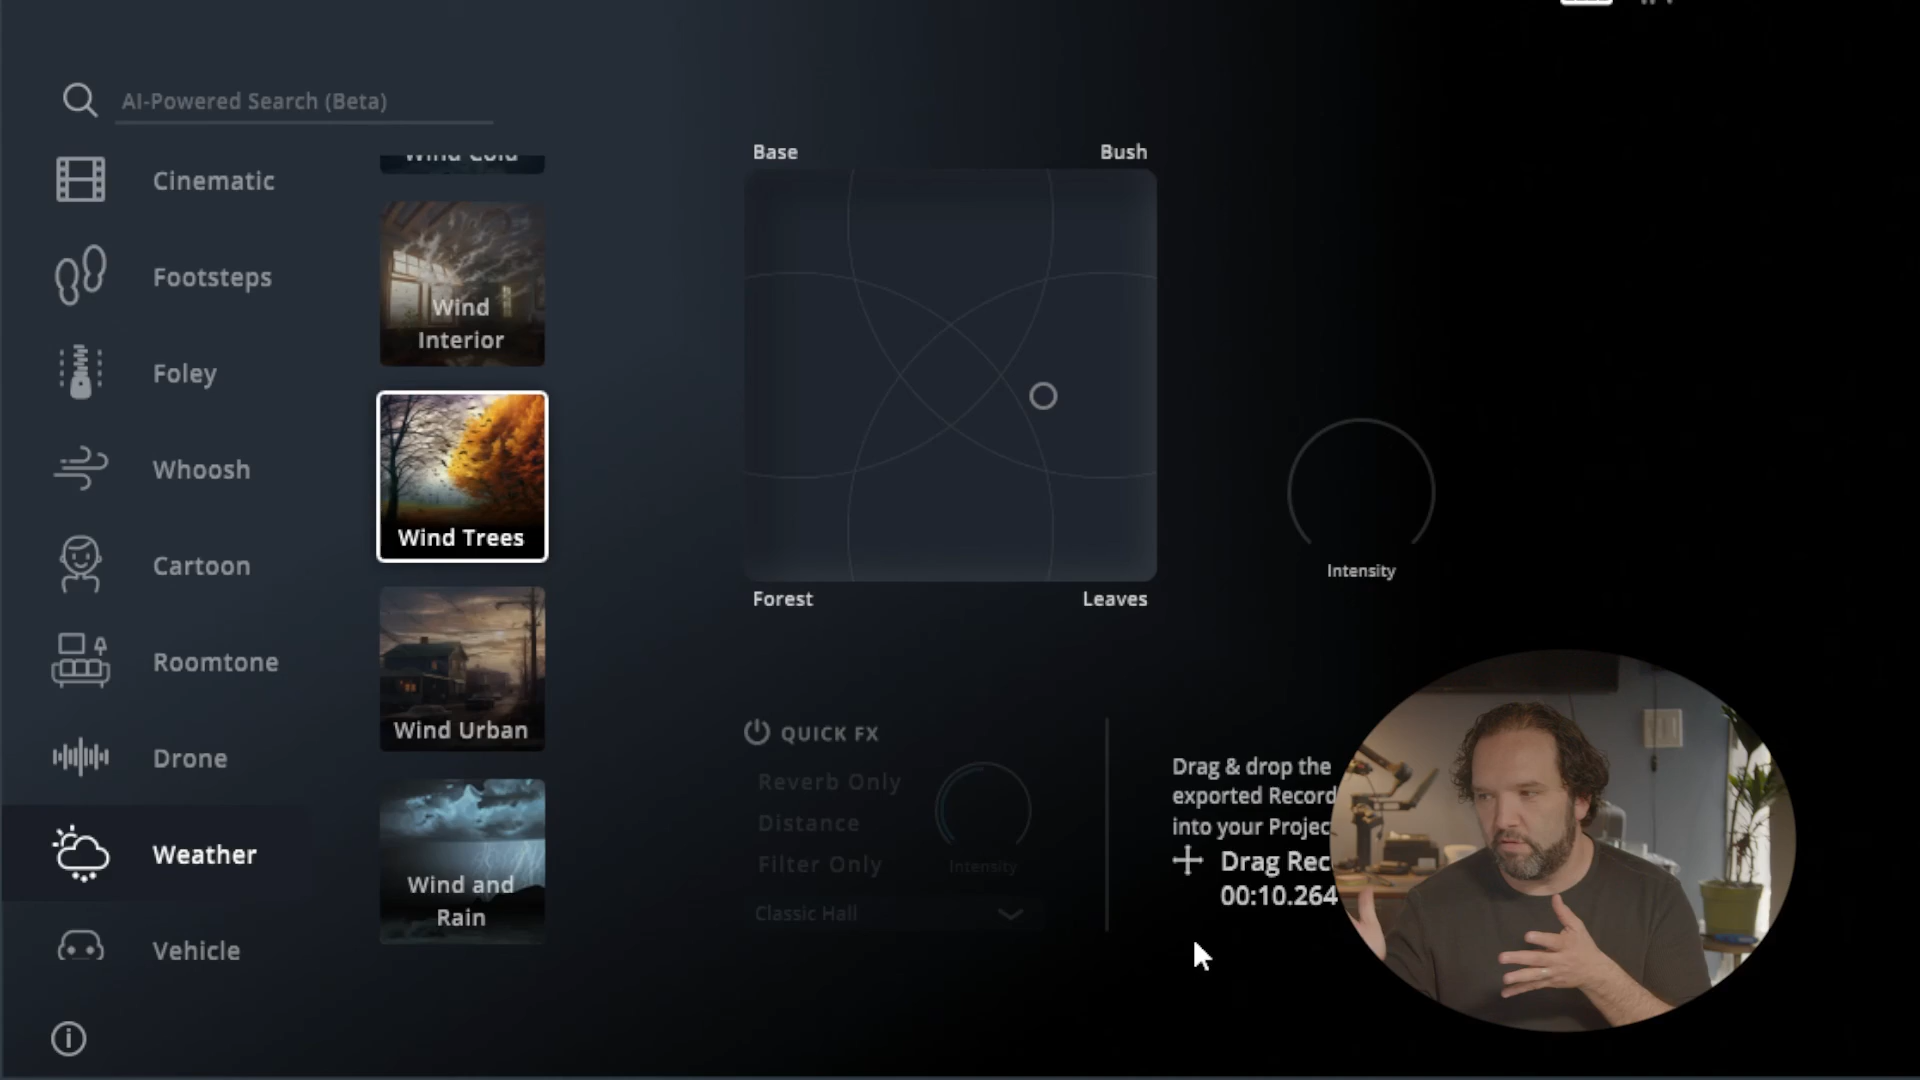 AI-Powered Search (Beta)
Cinematic
Footsteps
Foley
Whoosh
Cartoon
Roomtone
Drone
Weather
Vehicle
Wind Cold
Wind
Interior
Wind Trees
Wind Urban
Wind and
Rain
Base
Bush
Forest
Leaves
Intensity
QUICK FX
Reverb Only
Distance
Filter Only
Intensity
Classic Hall
Drag & drop the
exported Record
into your Projec
Drag Rec
00:10.264